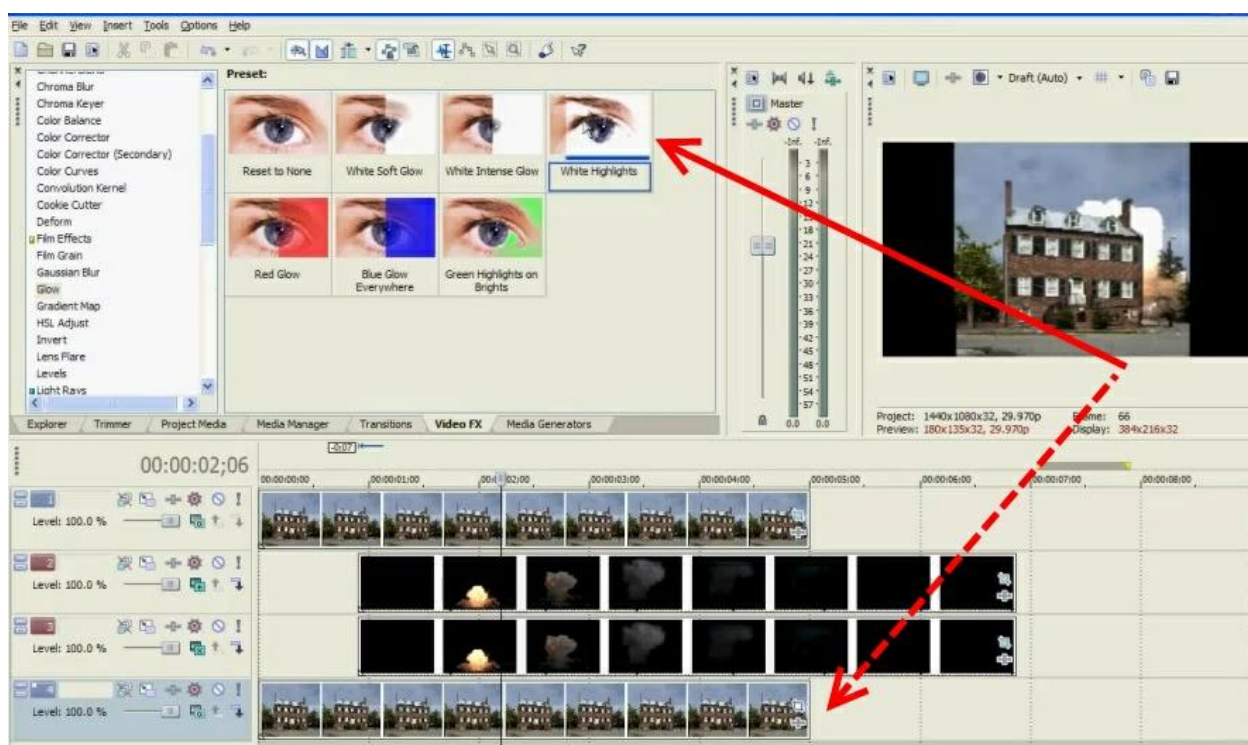 File Edit View Insert Tools Options Help
Chroma Blur
Chroma Keyer
Color Balance
Color Corrector
Color Corrector (Secondary)
Color Curves
Convolution Kernel
Cookie Cutter
Deform
Film Effects
Film Grain
Gaussian Blur
Glow
Gradient Map
HSL Adjust
Invert
Lens Flare
Levels
Light Rays
Preset:
Reset to None
White Soft Glow
White Intense Glow
White Highlights
Red Glow
Blue Glow Everywhere
Green Highlights on
Brights
Master
-Inf. -Inf.
3
6
9
12
18
21
24
27
30
33
36
39
42
45
48
51
54
57
0.0 0.0
Draft (Auto)
Project: 1440x1080x32, 29.970p
Frame: 66
Preview: 180x135x32, 29.970p
Display: 384x216x32
Explorer Trimmer Project Media Media Manager Transitions Video FX Media Generators
-0:07
00:00:02;06
00:00:00:00 00:00:01:00 02:00 00:00:03:00 00:00:04:00 00:00:05:00 00:00:06:00 00:00:07:00 00:00:08:00
1
Level: 100.0 %
2
Level: 100.0 %
3
Level: 100.0 %
4
Level: 100.0 %